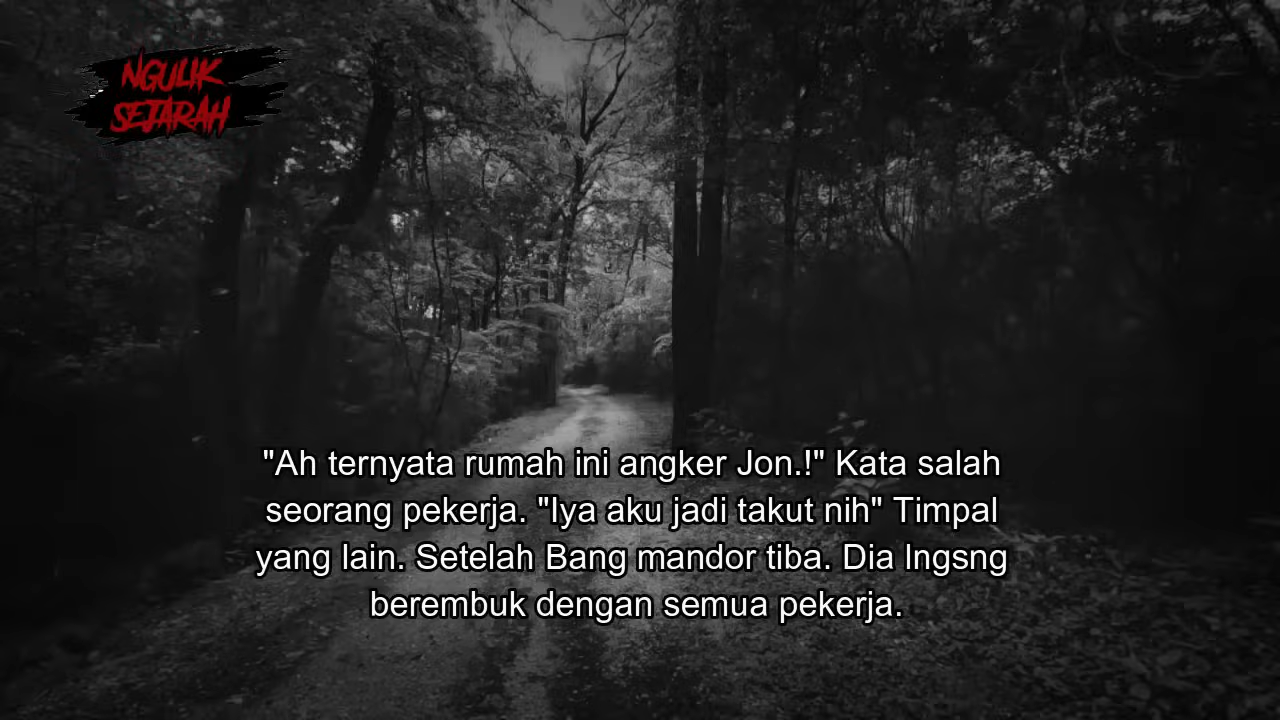 NGULIK
SEJARAH
"Ah ternyata rumah ini angker Jon.!" Kata salah
seorang pekerja. "Iya aku jadi takut nih" Timpal
yang lain. Setelah Bang mandor tiba. Dia lngsng
berembuk dengan semua pekerja.